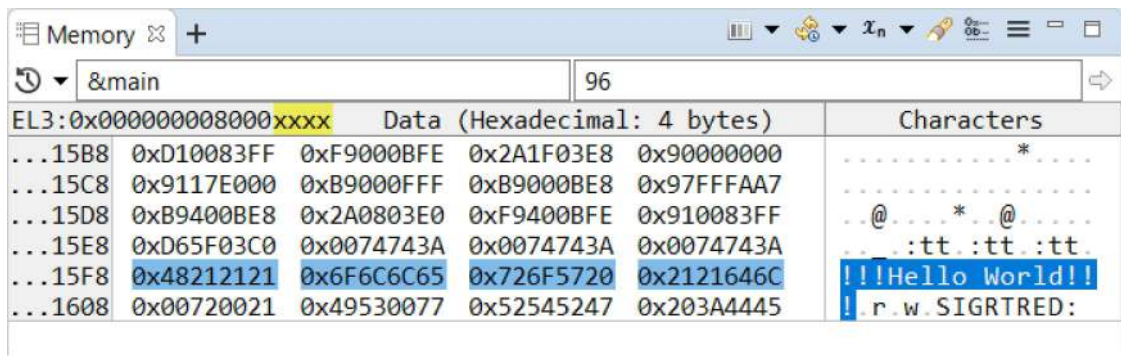 Memory
&main 96
EL3:0x000000008000xxxx Data (Hexadecimal: 4 bytes) Characters
...15B8 0xD10083FF 0xF9000BFE 0x2A1F03E8 0x90000000 ...........*....
...15C8 0x9117E000 0xB9000FFF 0xB9000BE8 0x97FFFAA7 ................
...15D8 0xB9400BE8 0x2A0803E0 0xF9400BFE 0x910083FF ..@....*..@.....
...15E8 0xD65F03C0 0x0074743A 0x0074743A 0x0074743A .._.:tt.:tt.:tt.
...15F8 0x48212121 0x6F6C6C65 0x726F5720 0x2121646C !!!Hello World!!
...1608 0x00720021 0x49530077 0x52545247 0x203A4445 !.r.w.SIGRTRED: